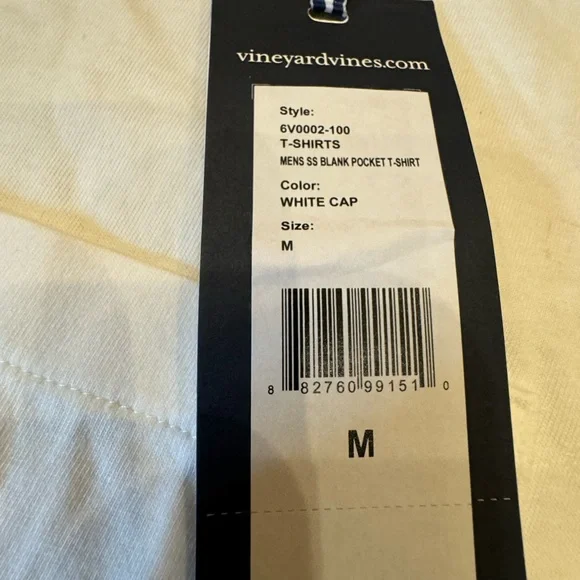 vineyardvines.com
Style:
6V0002-100
T-SHIRTS
MENS SS BLANK POCKET T-SHIRT
Color:
WHITE CAP
Size:
M
8 82760 99151 0
M